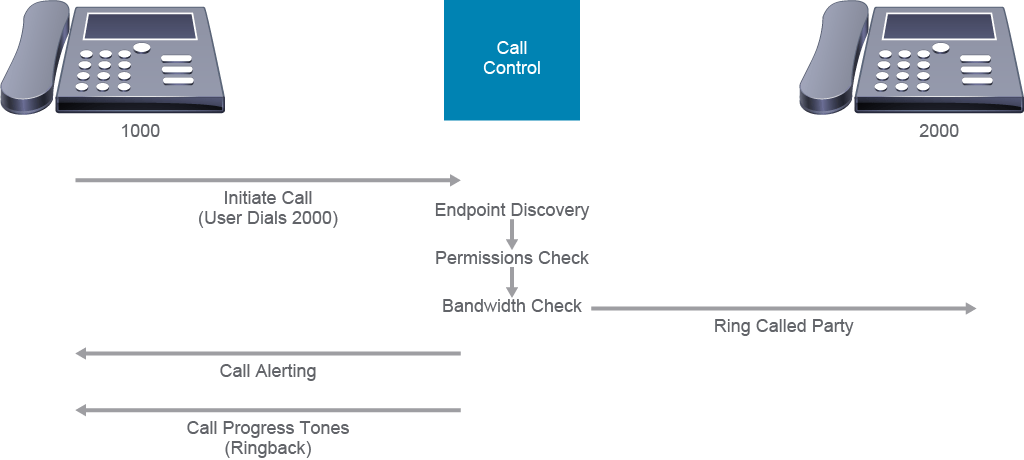 Call
Control
1000
2000
Initiate Call
(User Dials 2000)
Endpoint Discovery
Permissions Check
Bandwidth Check
Ring Called Party
Call Alerting
Call Progress Tones
(Ringback)